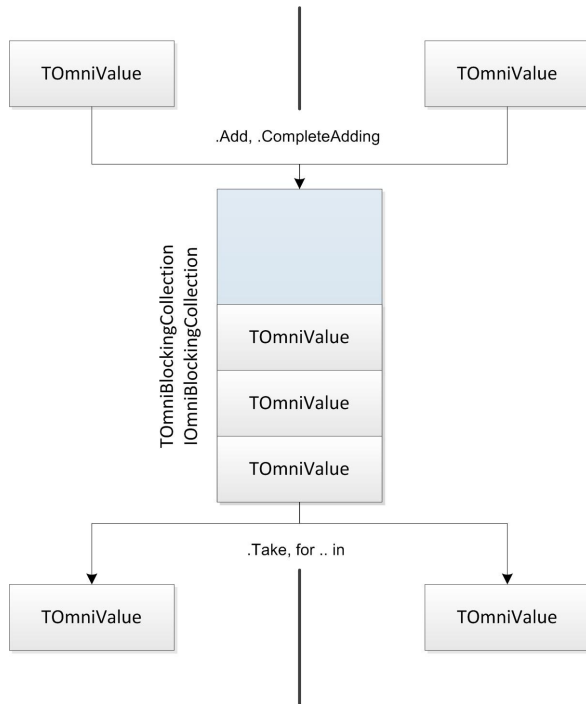 TOmniValue
TOmniValue
.Add, .CompleteAdding
TOmniBlockingCollection
IOmniBlockingCollection
TOmniValue
TOmniValue
TOmniValue
.Take, for .. in
TOmniValue
TOmniValue